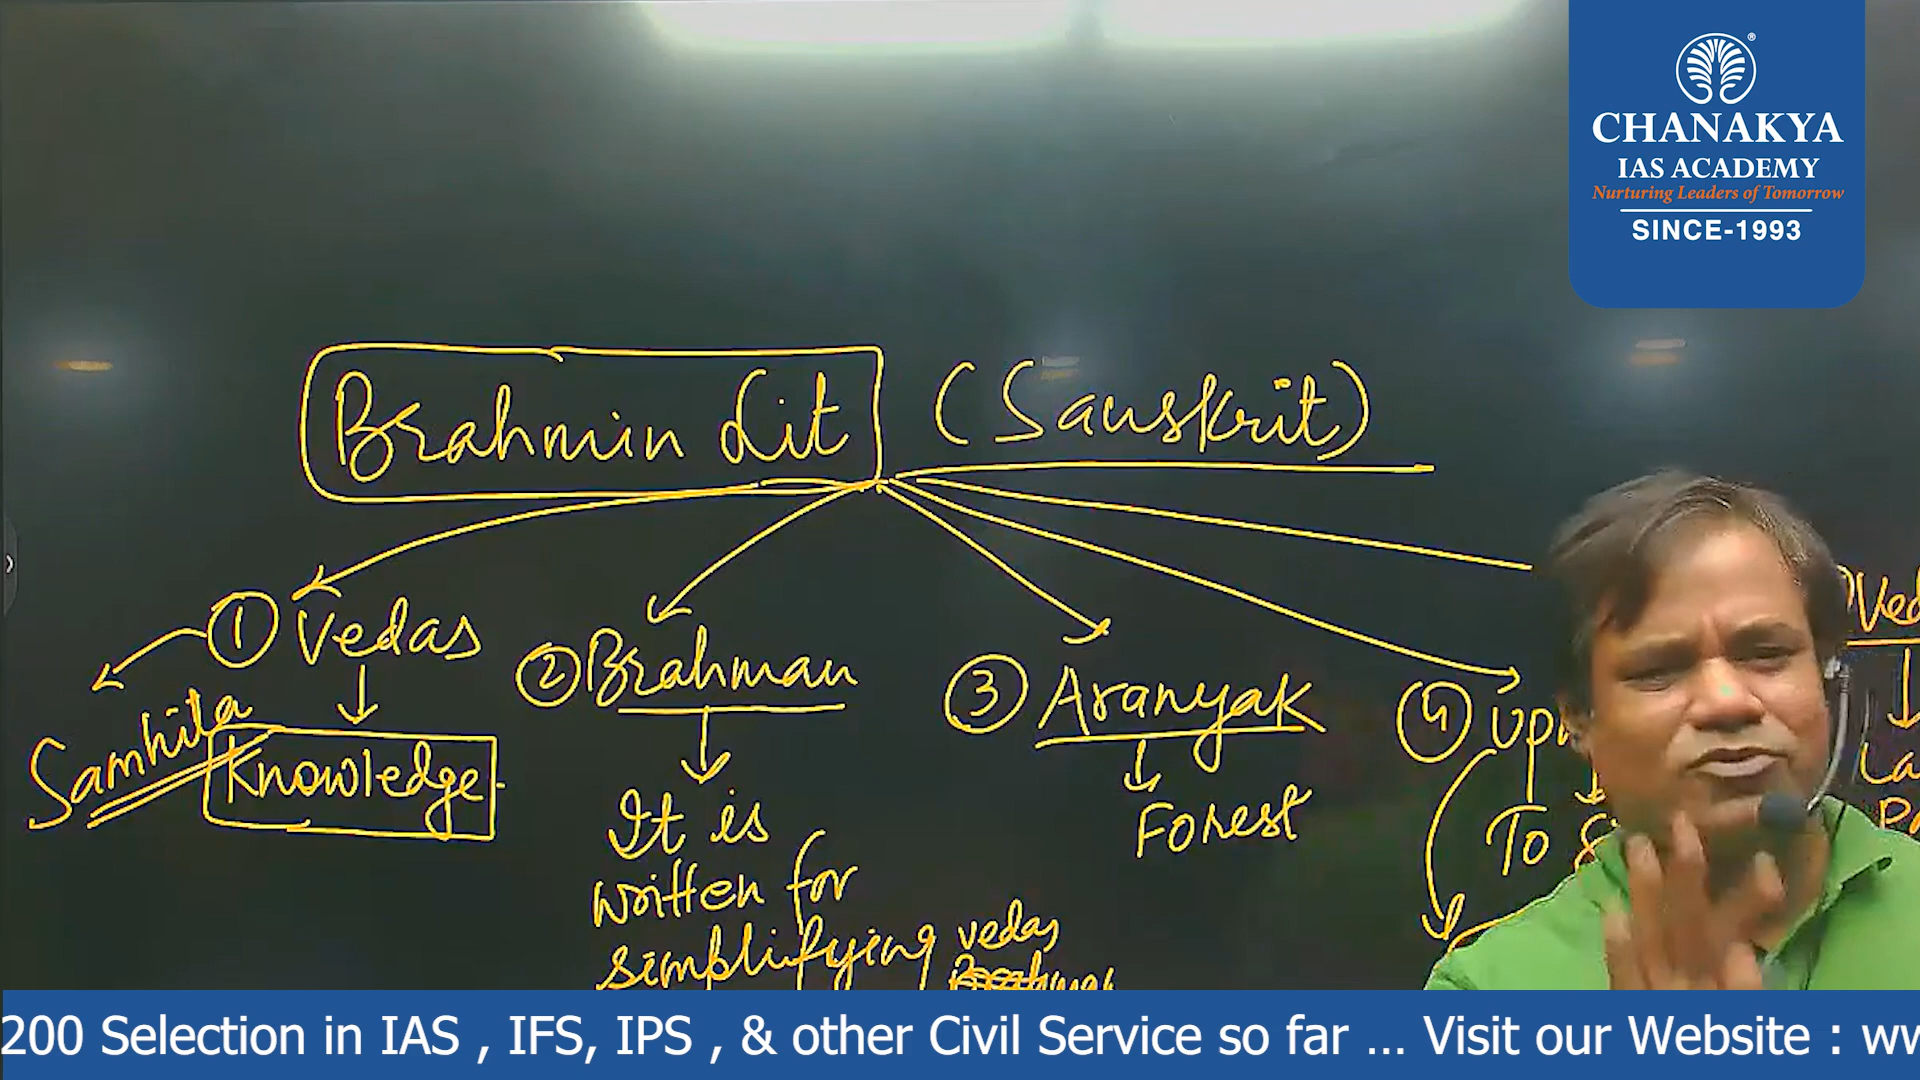 CHANAKYA
IAS ACADEMY
Nurturing Leaders of Tomorrow
SINCE-1993
Brahmin Lit (Sanskrit)
① Vedas
Samhita
Knowledge
② Brahman
It is
written for
simplifying vedas
③ Aranyak
Forest
④ Up
To
200 Selection in IAS , IFS, IPS , & other Civil Service so far ... Visit our Website : ww